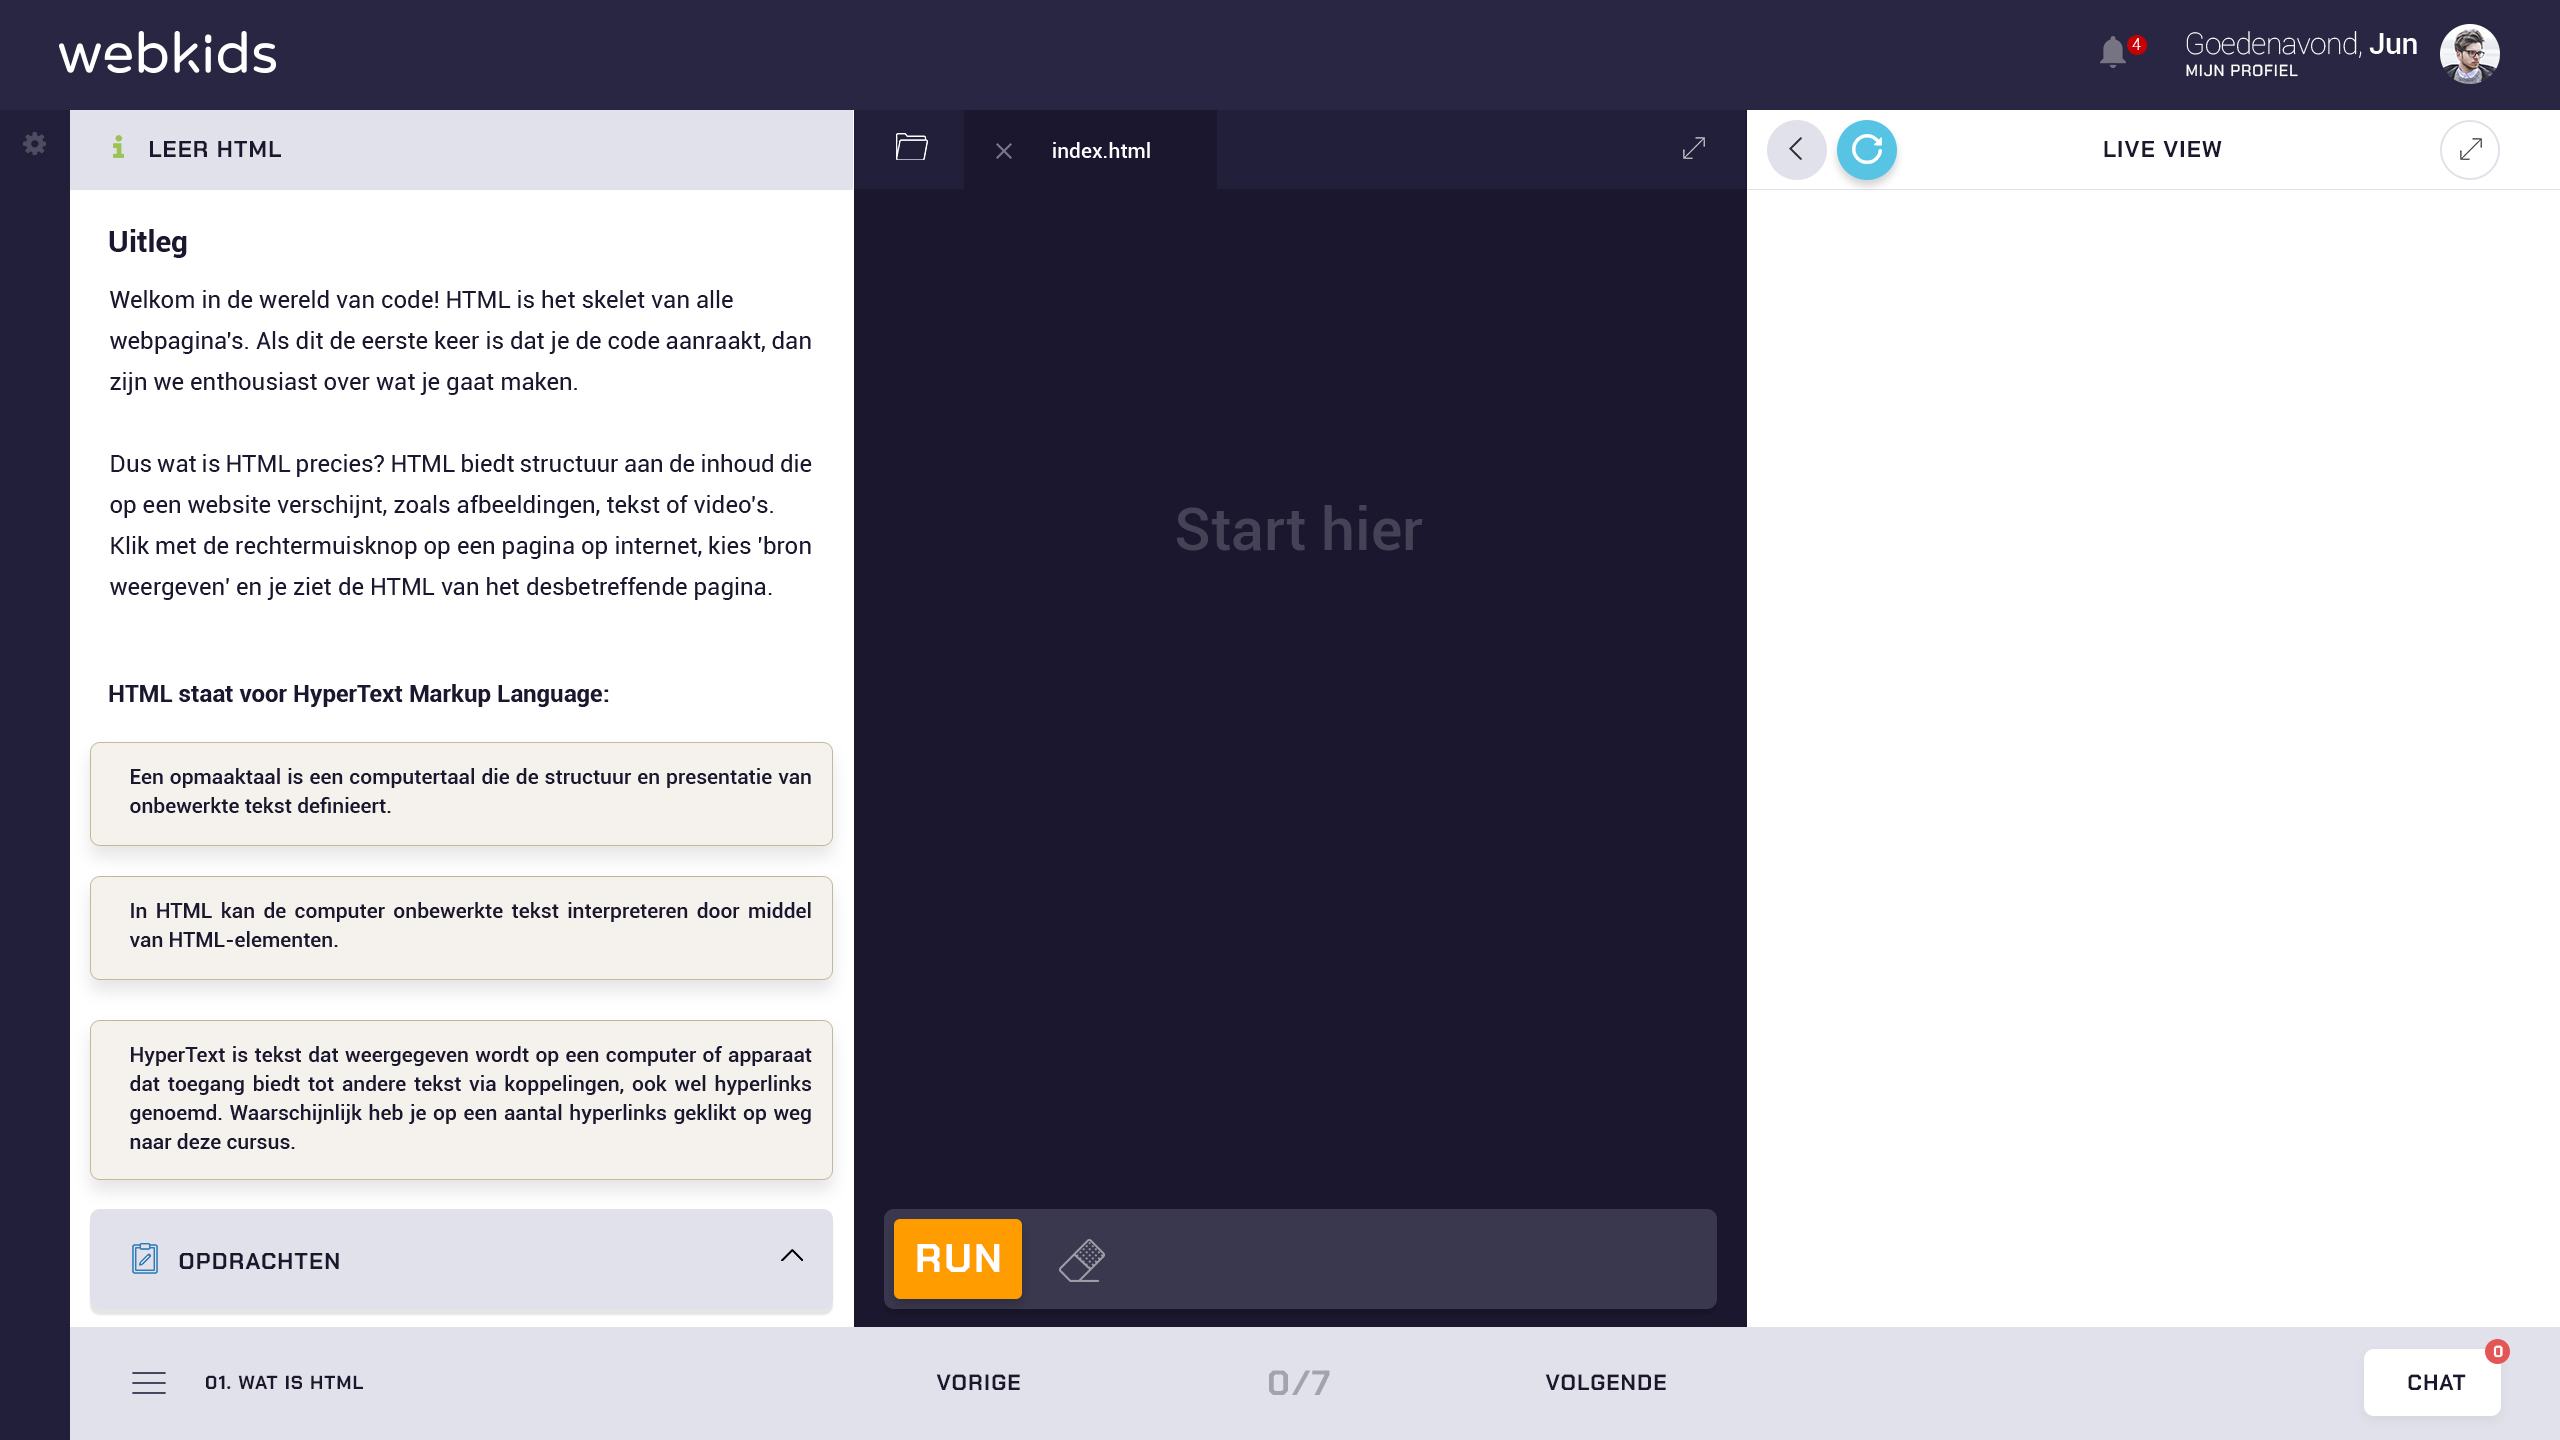 webkids
4
Goedenavond, Jun
MIJN PROFIEL
LEER HTML
index.html
LIVE VIEW
Uitleg
Welkom in de wereld van code! HTML is het skelet van alle
webpagina's. Als dit de eerste keer is dat je de code aanraakt, dan
zijn we enthousiast over wat je gaat maken.
Dus wat is HTML precies? HTML biedt structuur aan de inhoud die
op een website verschijnt, zoals afbeeldingen, tekst of video's.
Klik met de rechtermuisknop op een pagina op internet, kies 'bron
weergeven' en je ziet de HTML van het desbetreffende pagina.
HTML staat voor HyperText Markup Language:
Een opmaaktaal is een computertaal die de structuur en presentatie van
onbewerkte tekst definieert.
In HTML kan de computer onbewerkte tekst interpreteren door middel
van HTML-elementen.
HyperText is tekst dat weergegeven wordt op een computer of apparaat
dat toegang biedt tot andere tekst via koppelingen, ook wel hyperlinks
genoemd. Waarschijnlijk heb je op een aantal hyperlinks geklikt op weg
naar deze cursus.
OPDRACHTEN
Start hier
RUN
01. WAT IS HTML
VORIGE
0/7
VOLGENDE
CHAT
0